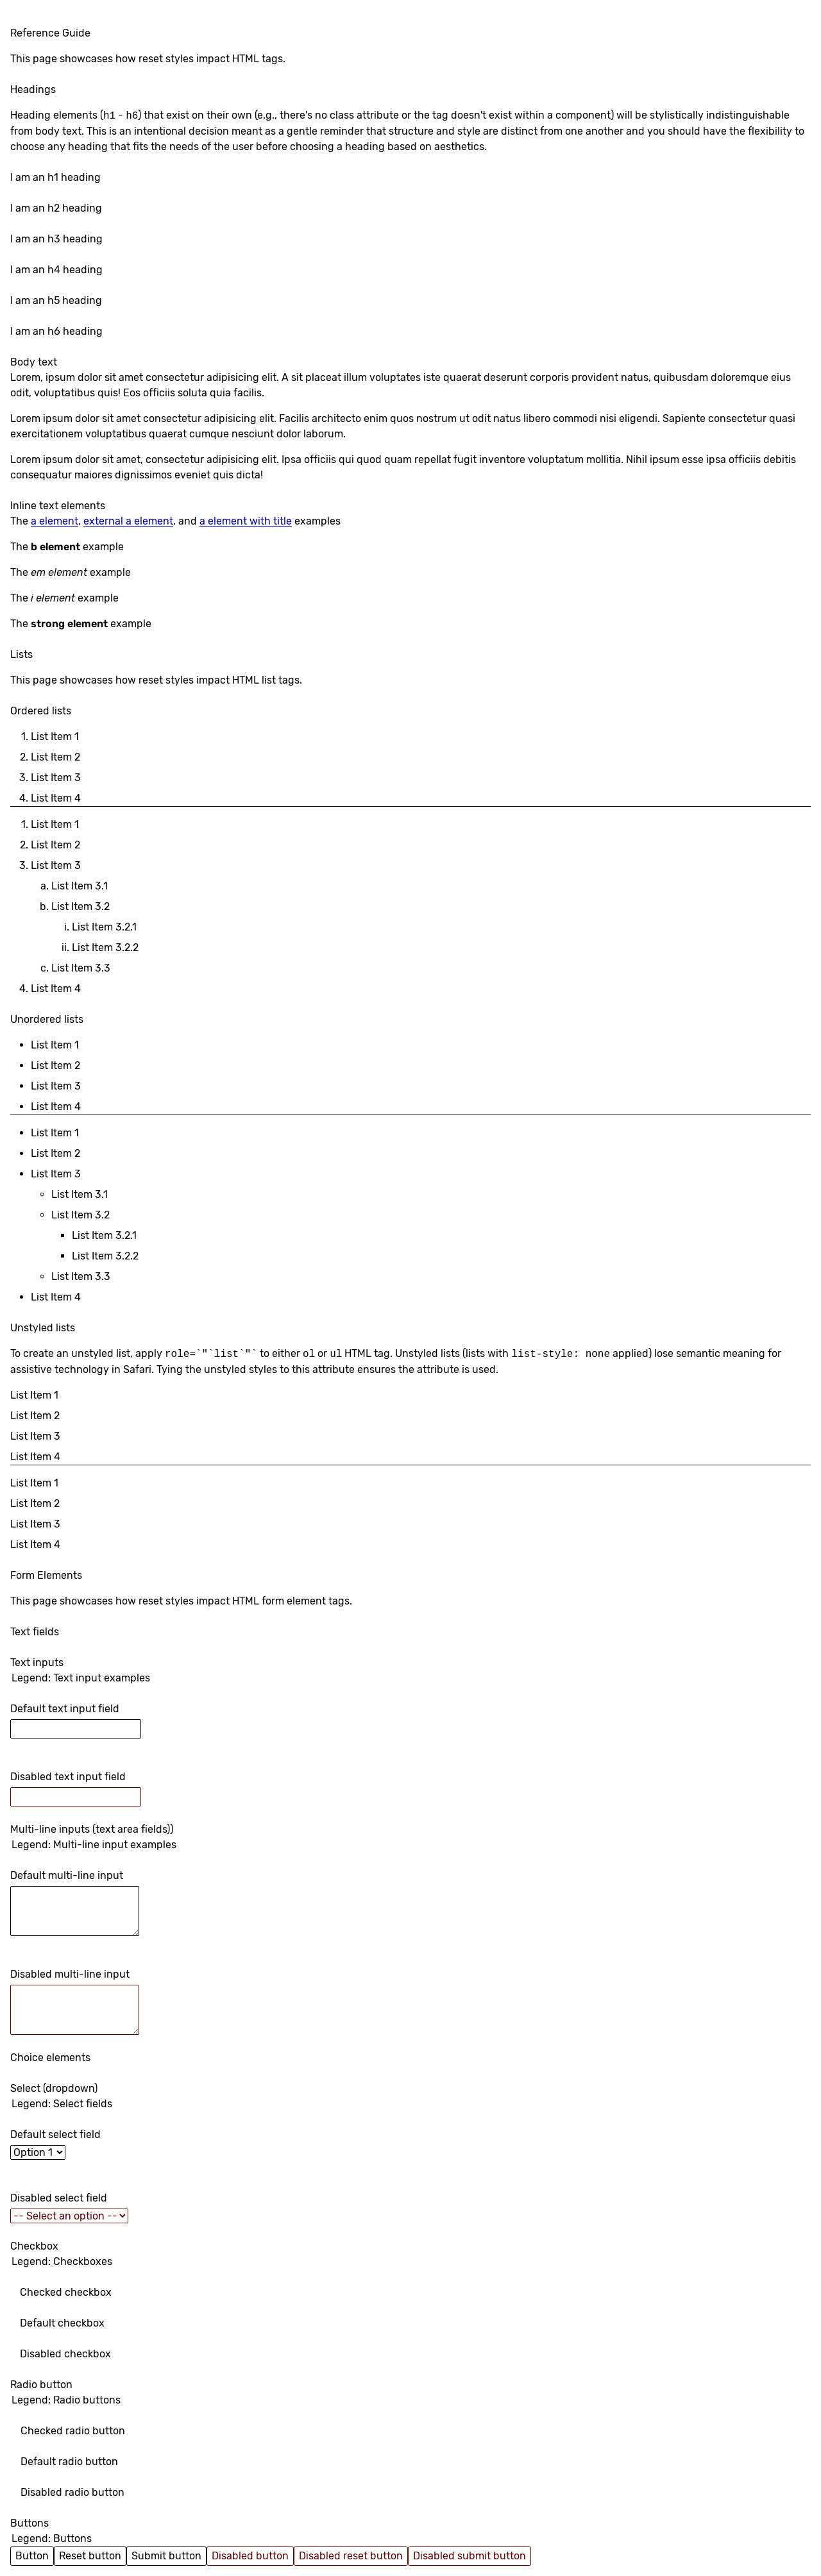 Reference Guide
This page showcases how reset styles impact HTML tags.
Headings
Heading elements (h1 - h6) that exist on their own (e.g., there's no class attribute or the tag doesn't exist within a component) will be stylistically indistinguishable
from body text. This is an intentional decision meant as a gentle reminder that structure and style are distinct from one another and you should have the flexibility to
choose any heading that fits the needs of the user before choosing a heading based on aesthetics.
I am an h1 heading
I am an h2 heading
I am an h3 heading
I am an h4 heading
I am an h5 heading
I am an h6 heading
Body text
Lorem, ipsum dolor sit amet consectetur adipisicing elit. A sit placeat illum voluptates iste quaerat deserunt corporis provident natus, quibusdam doloremque eius
odit, voluptatibus quis! Eos officiis soluta quia facilis.
Lorem ipsum dolor sit amet consectetur adipisicing elit. Facilis architecto enim quos nostrum ut odit natus libero commodi nisi eligendi. Sapiente consectetur quasi
exercitationem voluptatibus quaerat cumque nesciunt dolor laborum.
Lorem ipsum dolor sit amet, consectetur adipisicing elit. Ipsa officiis qui quod quam repellat fugit inventore voluptatum mollitia. Nihil ipsum esse ipsa officiis debitis
consequatur maiores dignissimos eveniet quis dicta!
Inline text elements
The a element, external a element, and a element with title examples
The b element example
The em element example
The i element example
The strong element example
Lists
This page showcases how reset styles impact HTML list tags.
Ordered lists
1. List Item 1
2. List Item 2
3. List Item 3
4. List Item 4
1. List Item 1
2. List Item 2
3. List Item 3
a. List Item 3.1
b. List Item 3.2
i. List Item 3.2.1
ii. List Item 3.2.2
c. List Item 3.3
4. List Item 4
Unordered lists
• List Item 1
• List Item 2
• List Item 3
• List Item 4
• List Item 1
• List Item 2
• List Item 3
◦ List Item 3.1
◦ List Item 3.2
▪ List Item 3.2.1
▪ List Item 3.2.2
◦ List Item 3.3
• List Item 4
Unstyled lists
To create an unstyled list, apply role=`"`list`"` to either ol or ul HTML tag. Unstyled lists (lists with list-style: none applied) lose semantic meaning for
assistive technology in Safari. Tying the unstyled styles to this attribute ensures the attribute is used.
List Item 1
List Item 2
List Item 3
List Item 4
List Item 1
List Item 2
List Item 3
List Item 4
Form Elements
This page showcases how reset styles impact HTML form element tags.
Text fields
Text inputs
Legend: Text input examples
Default text input field
Disabled text input field
Multi-line inputs (text area fields))
Legend: Multi-line input examples
Default multi-line input
Disabled multi-line input
Choice elements
Select (dropdown)
Legend: Select fields
Default select field
Option 1
Disabled select field
-- Select an option --
Checkbox
Legend: Checkboxes
Checked checkbox
Default checkbox
Disabled checkbox
Radio button
Legend: Radio buttons
Checked radio button
Default radio button
Disabled radio button
Buttons
Legend: Buttons
Button Reset button Submit button Disabled button Disabled reset button Disabled submit button